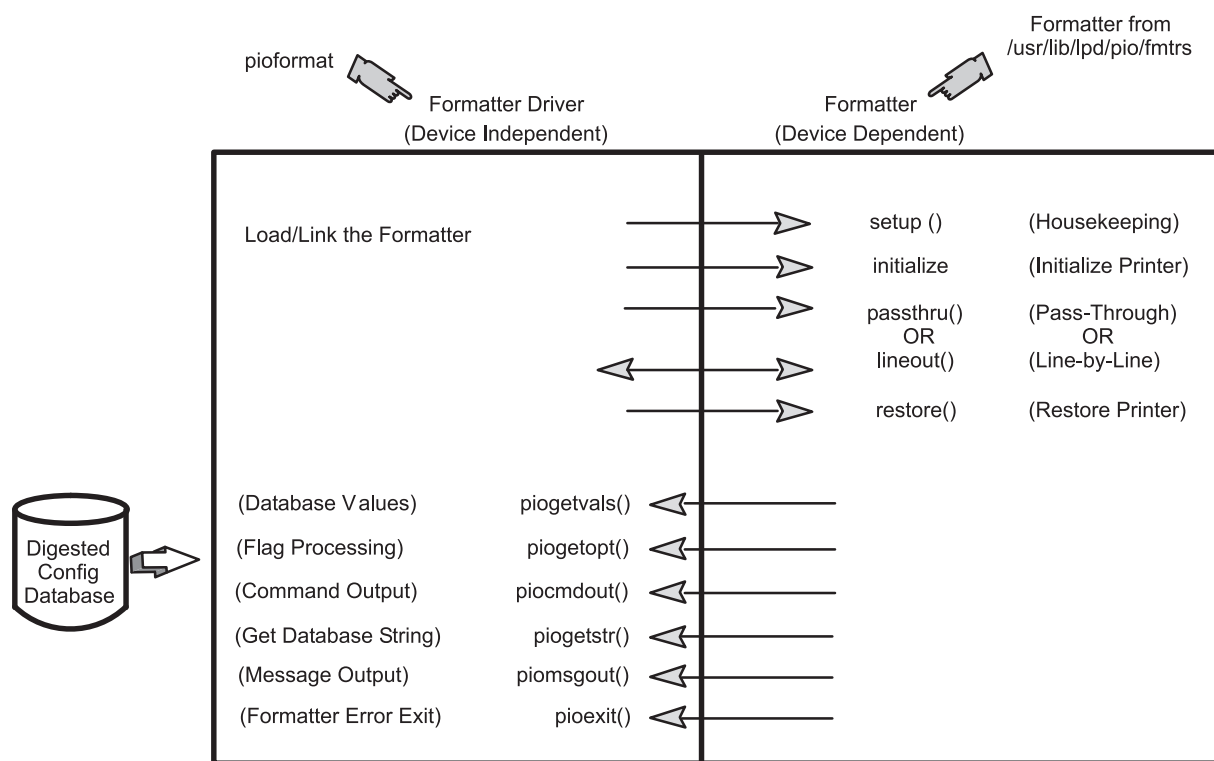 Formatter from
/usr/lib/lpd/pio/fmtrs
pioformat
Formatter Driver
(Device Independent)
Formatter
(Device Dependent)
Load/Link the Formatter
setup () (Housekeeping)
initialize (Initialize Printer)
passthru() (Pass-Through)
OR OR
lineout() (Line-by-Line)
restore() (Restore Printer)
Digested
Config
Database
(Database Values) piogetvals()
(Flag Processing) piogetopt()
(Command Output) piocmdout()
(Get Database String) piogetstr()
(Message Output) piomsgout()
(Formatter Error Exit) pioexit()